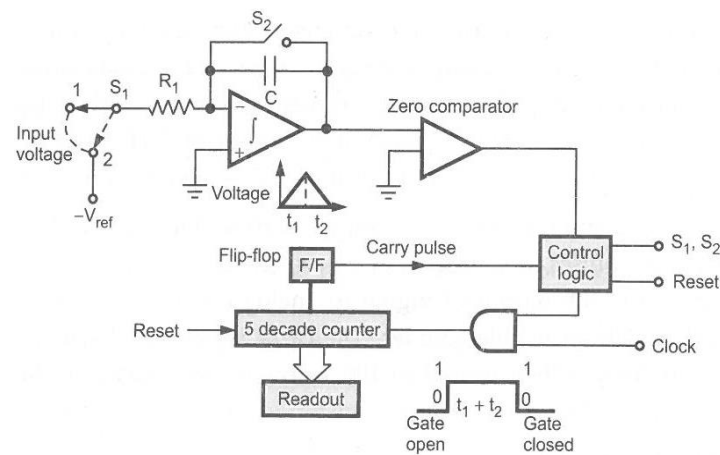 S2
1 S1 R1
C
Input
voltage
2
−Vref
−
∫
+
Zero comparator
Voltage
t1 t2
Flip-flop
F/F
Carry pulse
Control
logic
S1, S2
Reset
Reset
5 decade counter
Clock
Readout
1 1
0 t1 + t2 0
Gate Gate
open closed